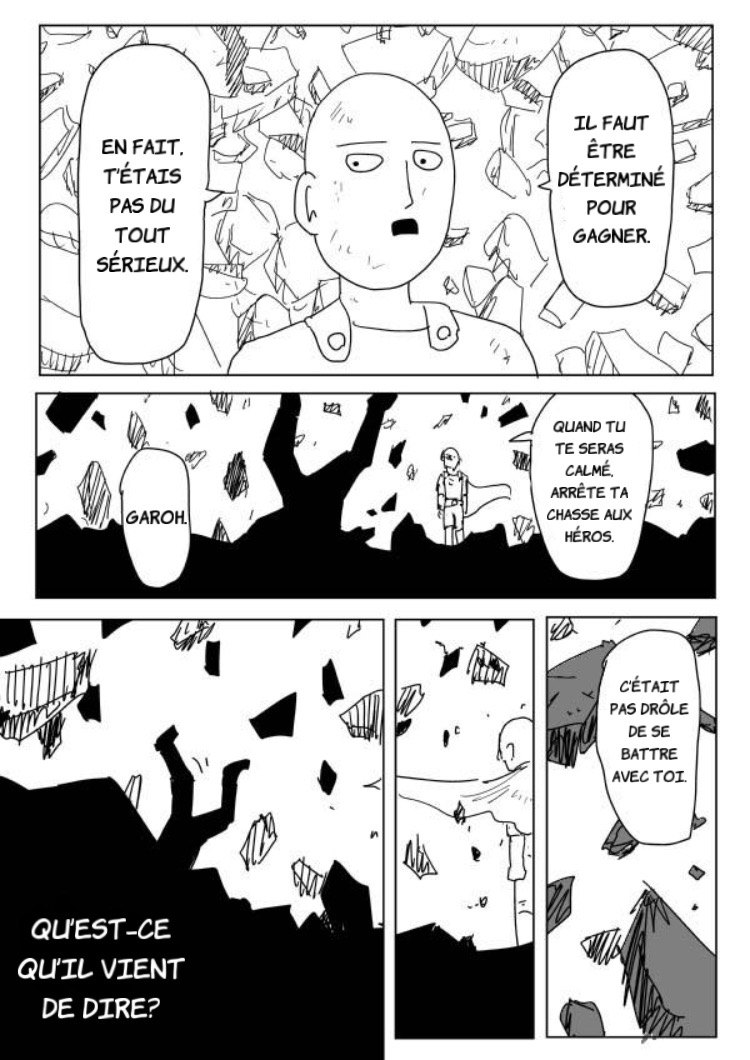 IL FAUT
ÊTRE
DÉTERMINÉ
POUR
GAGNER.
EN FAIT,
T'ÉTAIS
PAS DU
TOUT
SÉRIEUX.
QUAND TU
TE SERAS
CALMÉ,
ARRÊTE TA
CHASSE AUX
HÉROS.
GAROH.
C'ÉTAIT
PAS DRÔLE
DE SE
BATTRE
AVEC TOI.
QU'EST-CE
QU'IL VIENT
DE DIRE?